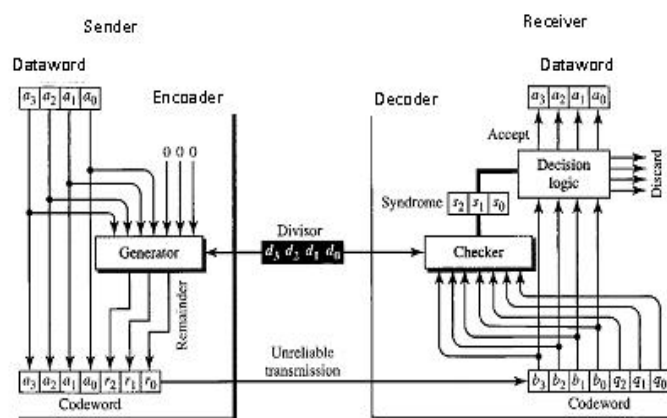 Sender
Receiver
Dataword
Dataword
a3 a2 a1 a0
a3 a2 a1 a0
Encoader
Decoder
Accept
0 0 0
Decision
logic
Discard
Syndrome
s2 s1 s0
Divisor
Generator
d3 d2 d1 d0
Checker
Remainder
Unreliable
transmission
a3 a2 a1 a0 r2 r1 r0
b3 b2 b1 b0 q2 q1 q0
Codeword
Codeword